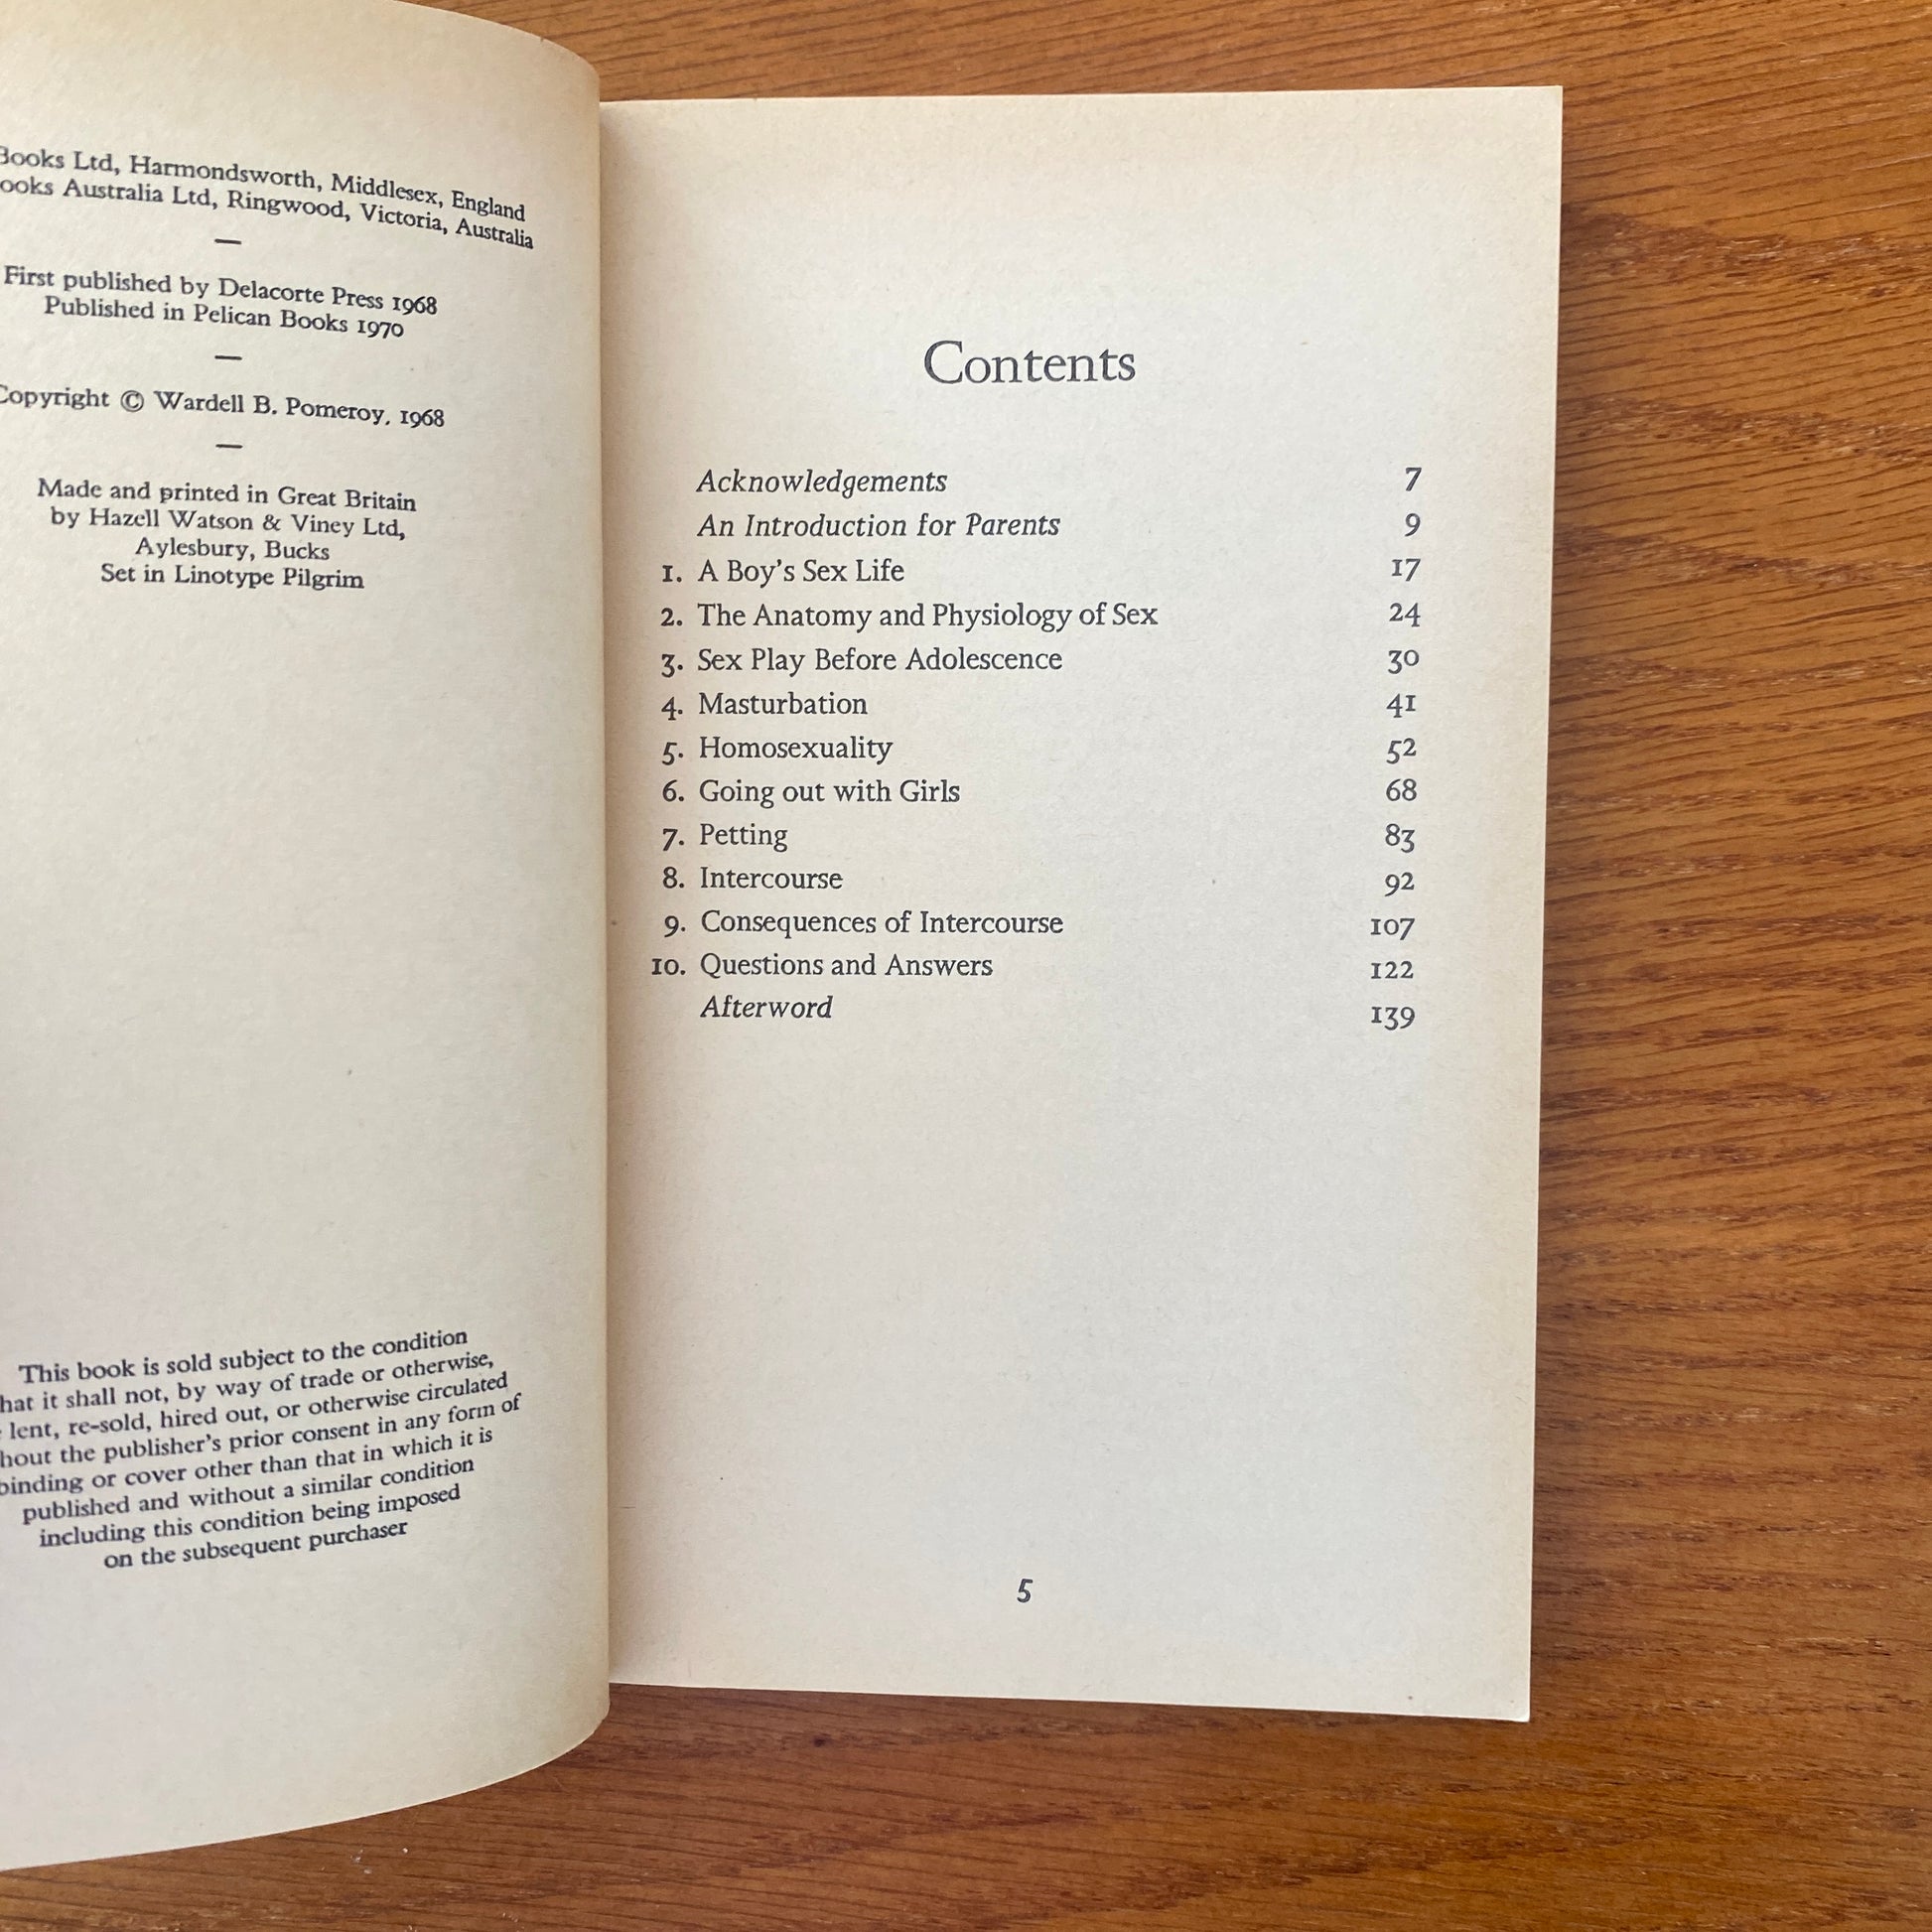 Books Ltd, Harmondsworth, Middlesex, England
ooks Australia Ltd, Ringwood, Victoria, Australia
—
First published by Delacorte Press 1968
Published in Pelican Books 1970
—
Copyright © Wardell B. Pomeroy, 1968
—
Made and printed in Great Britain
by Hazell Watson & Viney Ltd,
Aylesbury, Bucks
Set in Linotype Pilgrim
This book is sold subject to the condition
hat it shall not, by way of trade or otherwise,
lent, re-sold, hired out, or otherwise circulated
hout the publisher's prior consent in any form of
binding or cover other than that in which it is
published and without a similar condition
including this condition being imposed
on the subsequent purchaser
Contents
Acknowledgements 7
An Introduction for Parents 9
1. A Boy's Sex Life 17
2. The Anatomy and Physiology of Sex 24
3. Sex Play Before Adolescence 30
4. Masturbation 41
5. Homosexuality 52
6. Going out with Girls 68
7. Petting 83
8. Intercourse 92
9. Consequences of Intercourse 107
10. Questions and Answers 122
Afterword 139
5